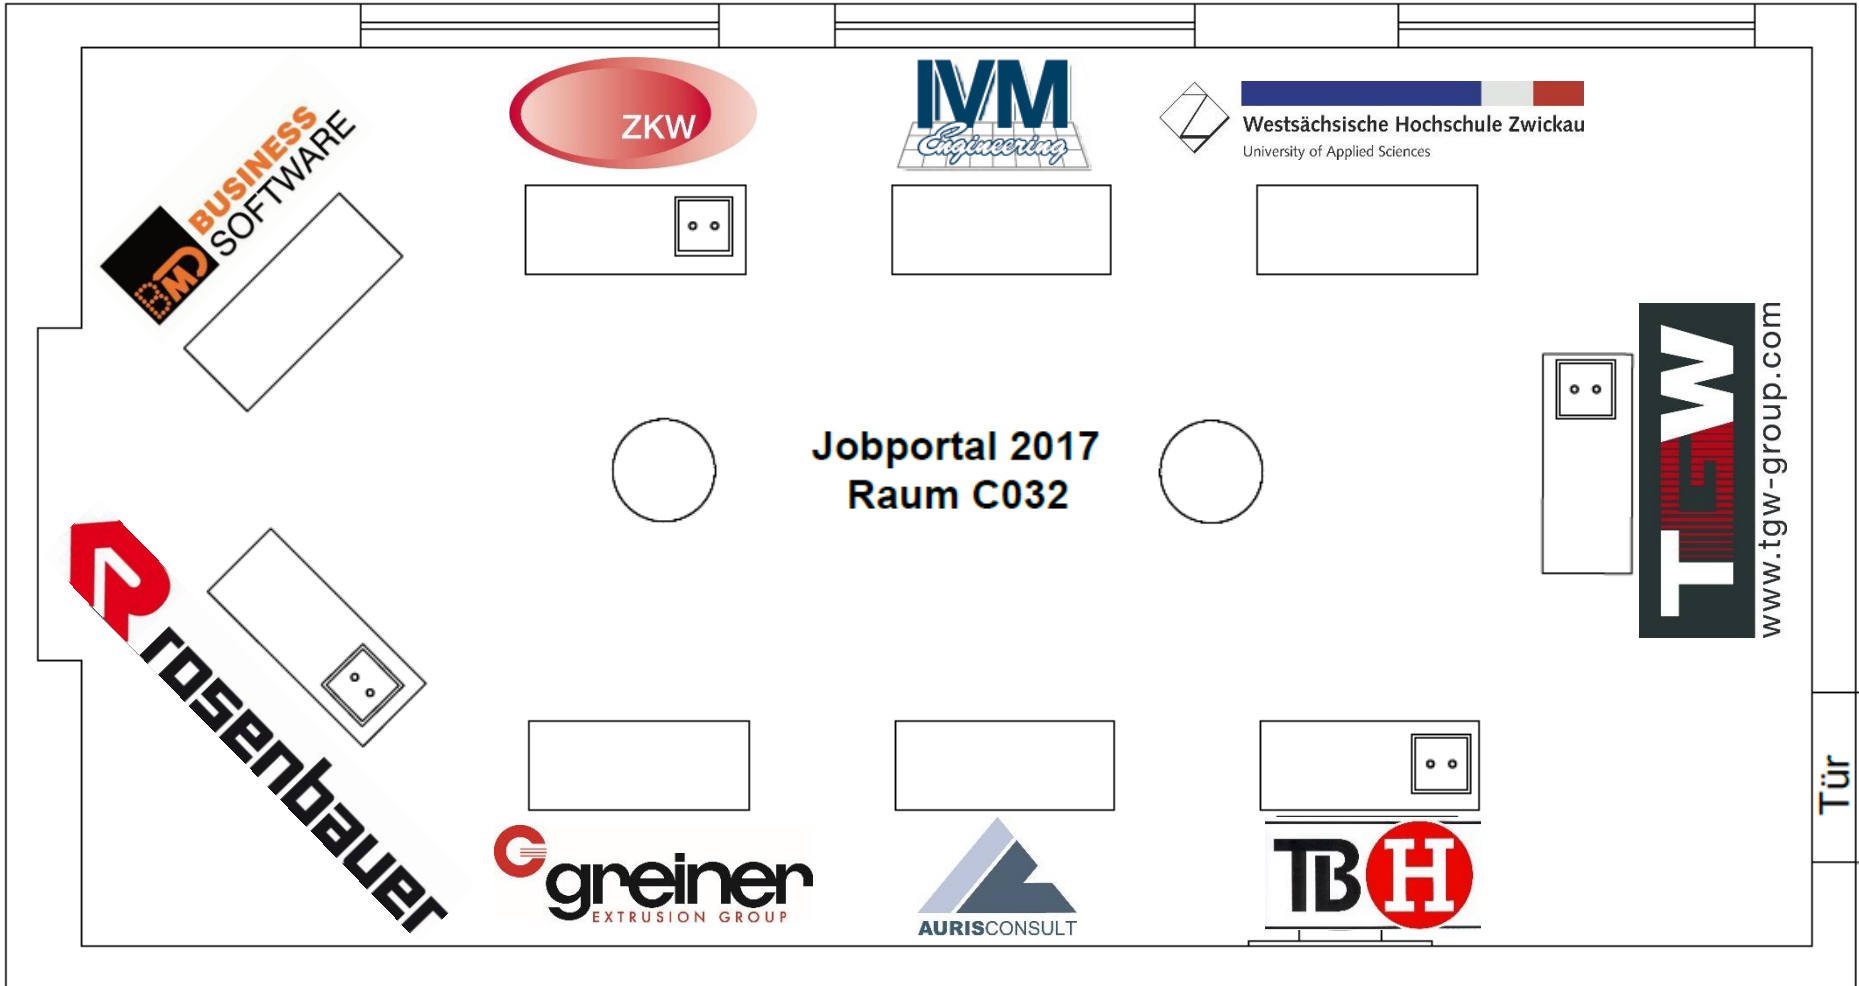 ZKW
IVM
Engineering
Westsächsische Hochschule Zwickau
University of Applied Sciences
BMD
BUSINESS
SOFTWARE
Jobportal 2017
Raum C032
TGW
www.tgw-group.com
rosenbauer
Tür
greiner
EXTRUSION GROUP
AURISCONSULT
TBH